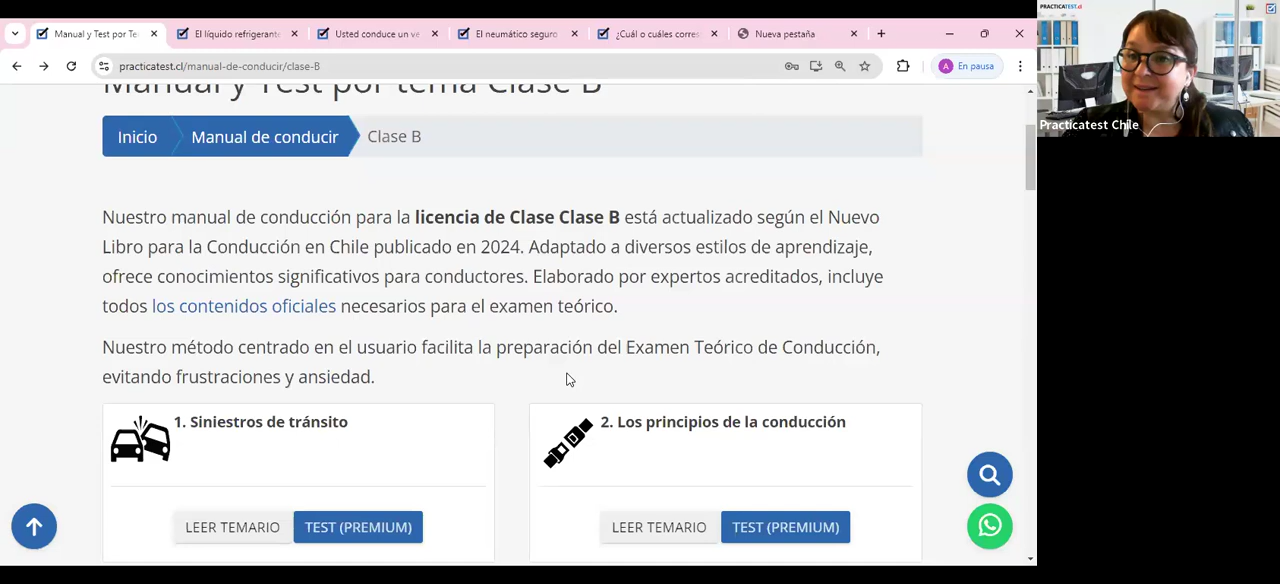 Manual y Test por Te
El líquido refrigerante
Usted conduce un ve
El neumático seguro
¿Cuál o cuáles corres
Nueva pestaña
practicatest.cl/manual-de-conducir/clase-B
A En pausa
PRACTICATEST.cl
Practicatest Chile
Manual y Test por tema Clase B
Inicio
Manual de conducir
Clase B
Nuestro manual de conducción para la licencia de Clase Clase B está actualizado según el Nuevo
Libro para la Conducción en Chile publicado en 2024. Adaptado a diversos estilos de aprendizaje,
ofrece conocimientos significativos para conductores. Elaborado por expertos acreditados, incluye
todos los contenidos oficiales necesarios para el examen teórico.
Nuestro método centrado en el usuario facilita la preparación del Examen Teórico de Conducción,
evitando frustraciones y ansiedad.
1. Siniestros de tránsito
LEER TEMARIO
TEST (PREMIUM)
2. Los principios de la conducción
LEER TEMARIO
TEST (PREMIUM)